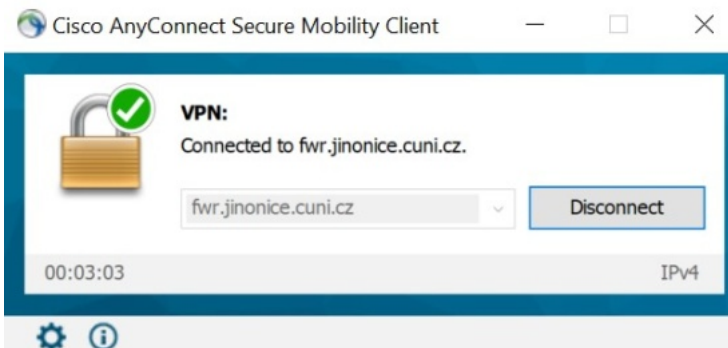 Cisco AnyConnect Secure Mobility Client
VPN:
Connected to fwr.jinonice.cuni.cz.
fwr.jinonice.cuni.cz
Disconnect
00:03:03
IPv4